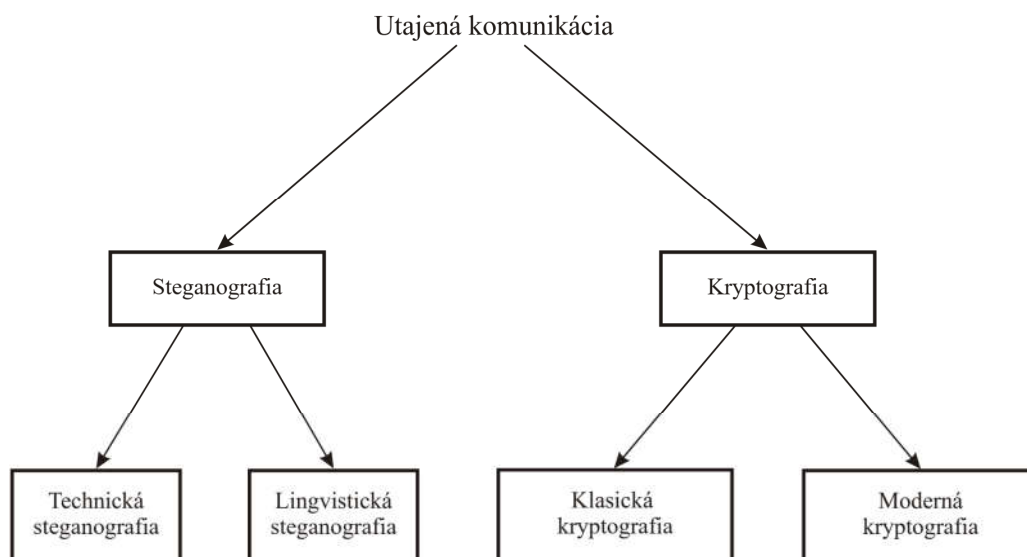 Utajená komunikácia
Steganografia
Kryptografia
Technická
steganografia
Lingvistická
steganografia
Klasická
kryptografia
Moderná
kryptografia